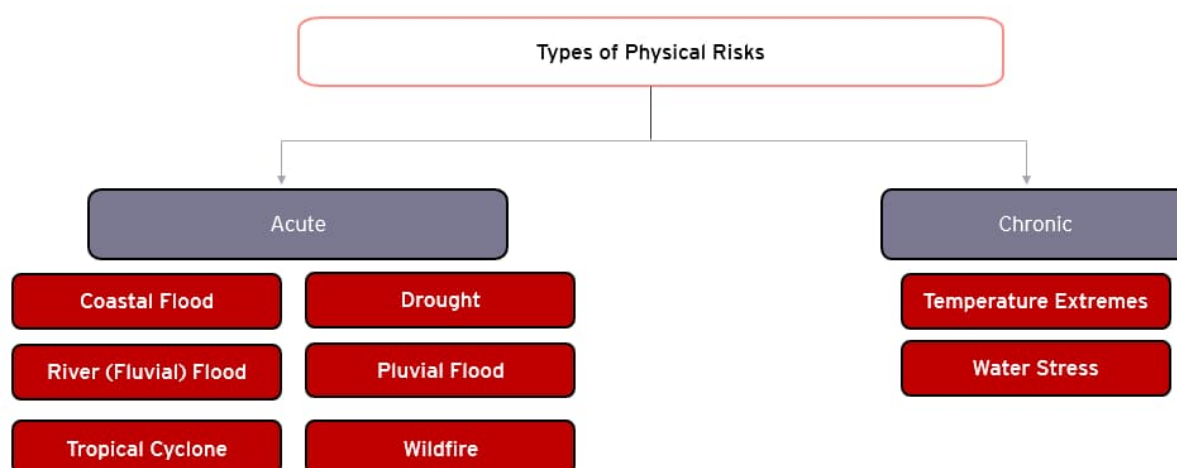 Types of Physical Risks
Acute
Chronic
Coastal Flood
Drought
Temperature Extremes
River (Fluvial) Flood
Pluvial Flood
Water Stress
Tropical Cyclone
Wildfire